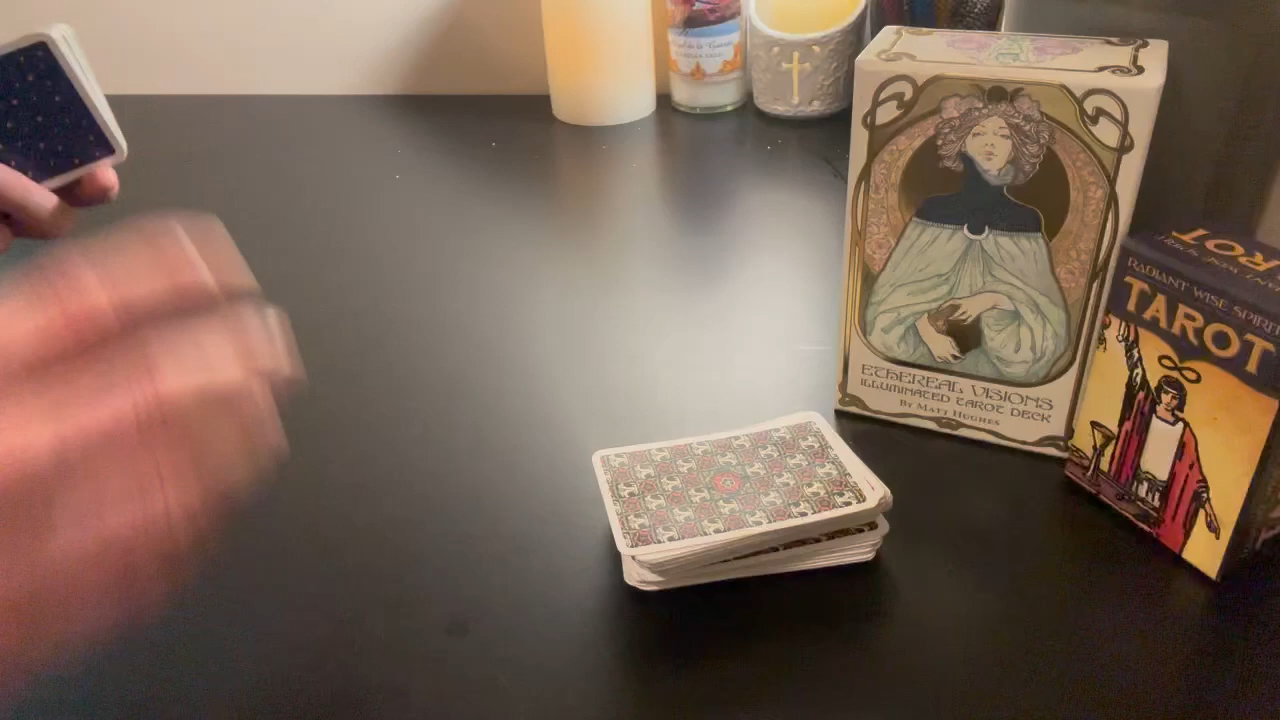 ETHEREAL VISIONS
ILLUMINATED TAROT DECK
BY MATT HUGHES
RADIANT WISE SPIRIT
TAROT